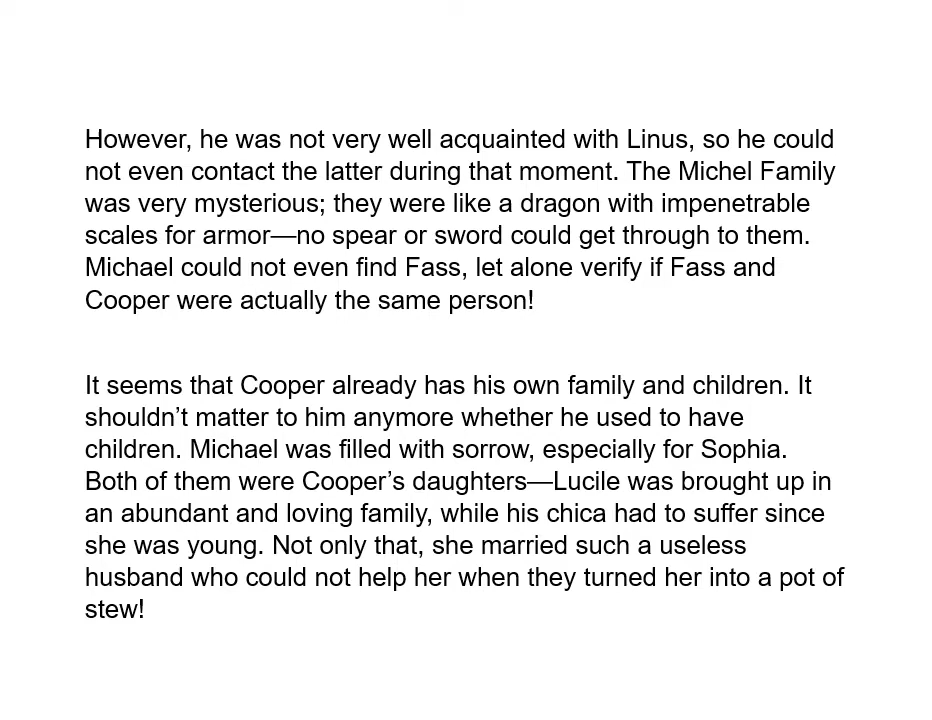 However, he was not very well acquainted with Linus, so he could
not even contact the latter during that moment. The Michel Family
was very mysterious; they were like a dragon with impenetrable
scales for armor—no spear or sword could get through to them.
Michael could not even find Fass, let alone verify if Fass and
Cooper were actually the same person!
It seems that Cooper already has his own family and children. It
shouldn’t matter to him anymore whether he used to have
children. Michael was filled with sorrow, especially for Sophia.
Both of them were Cooper’s daughters—Lucile was brought up in
an abundant and loving family, while his chica had to suffer since
she was young. Not only that, she married such a useless
husband who could not help her when they turned her into a pot of
stew!